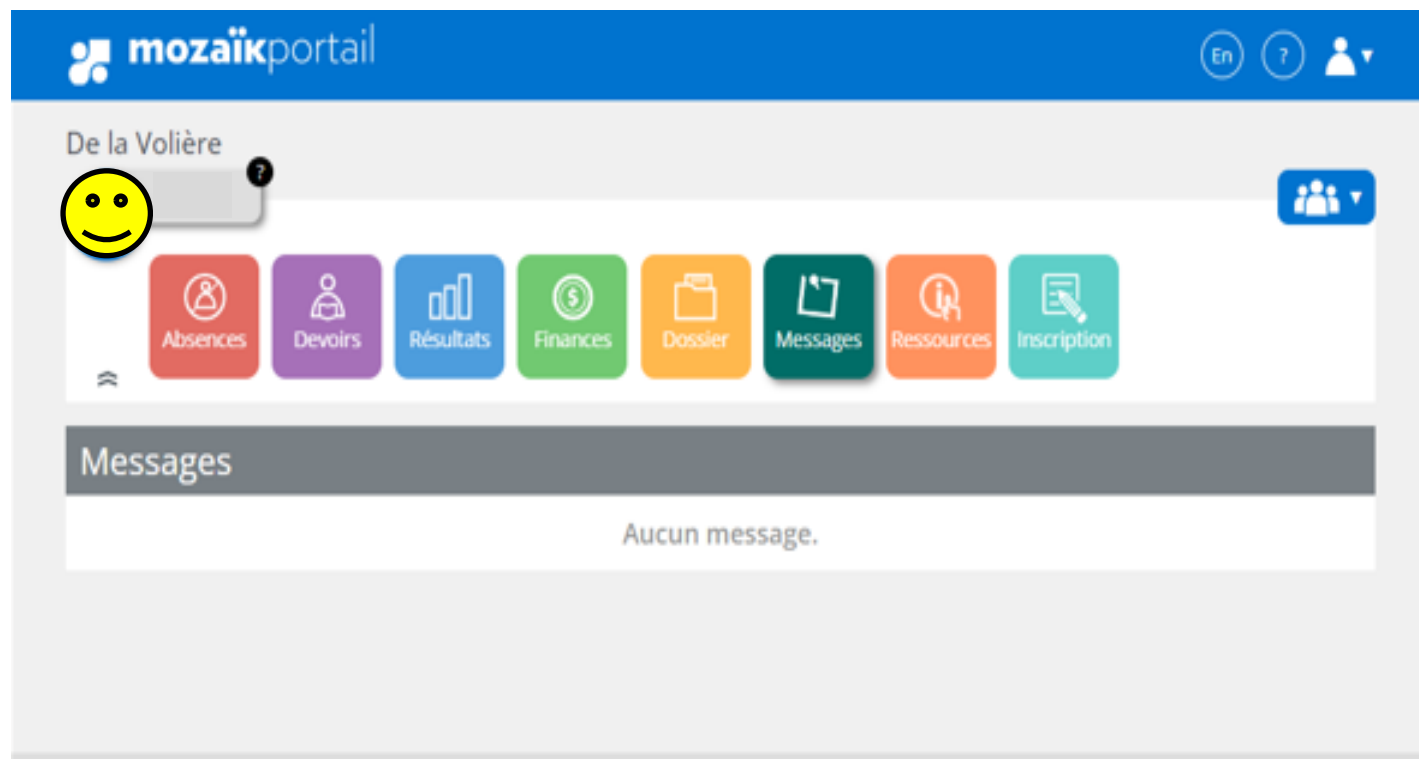 mozaïkportail
En ?
De la Volière
?
Absences Devoirs Résultats Finances Dossier Messages Ressources Inscription
Messages
Aucun message.